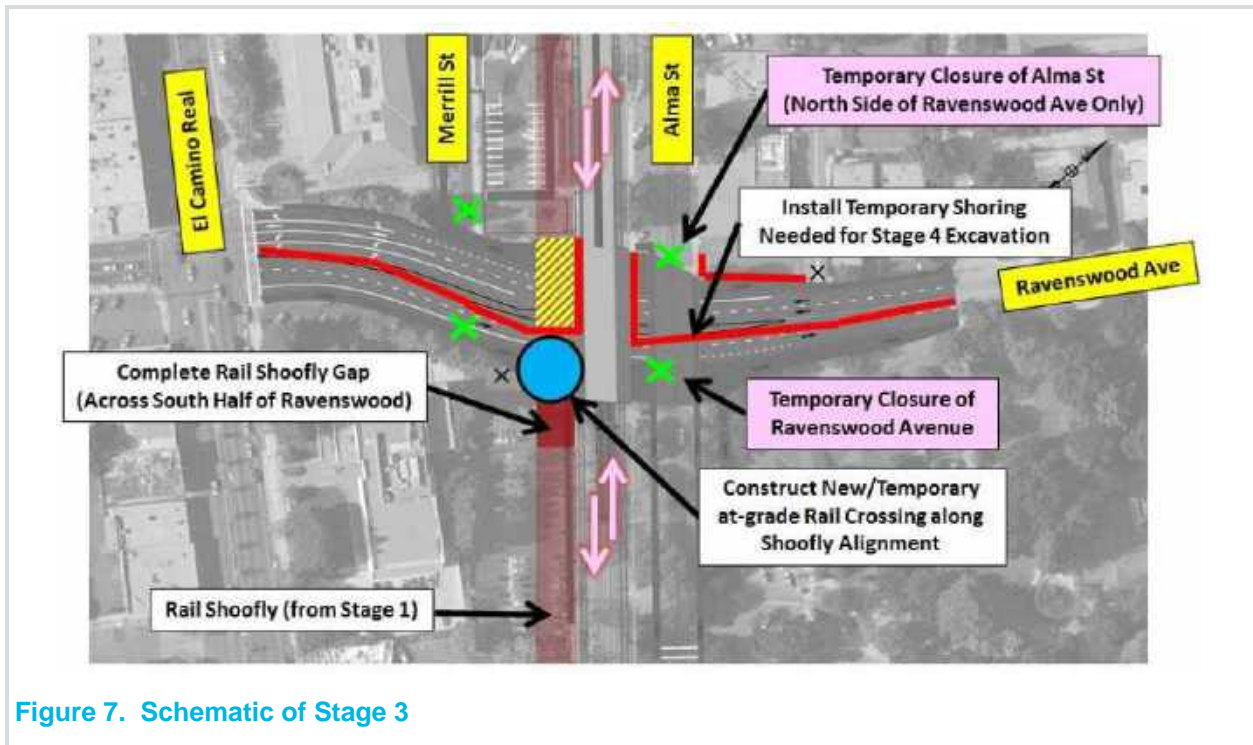 El Camino Real
Merrill St
Alma St
Temporary Closure of Alma St
(North Side of Ravenswood Ave Only)
Install Temporary Shoring
Needed for Stage 4 Excavation
Ravenswood Ave
Complete Rail Shoofly Gap
(Across South Half of Ravenswood)
Temporary Closure of
Ravenswood Avenue
Construct New/Temporary
at-grade Rail Crossing along
Shoofly Alignment
Rail Shoofly (from Stage 1)
Figure 7. Schematic of Stage 3